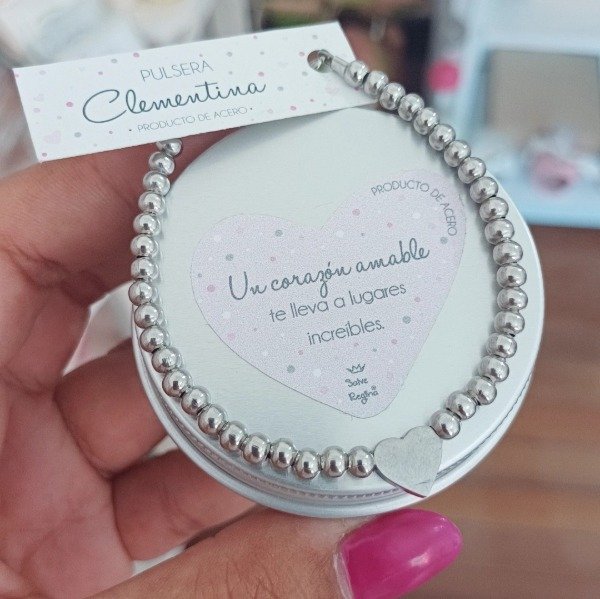 PULSERA
Clementina
• PRODUCTO DE ACERO •
PRODUCTO DE ACERO
Un corazón amable
te lleva a lugares
increíbles.
Salve
Regina